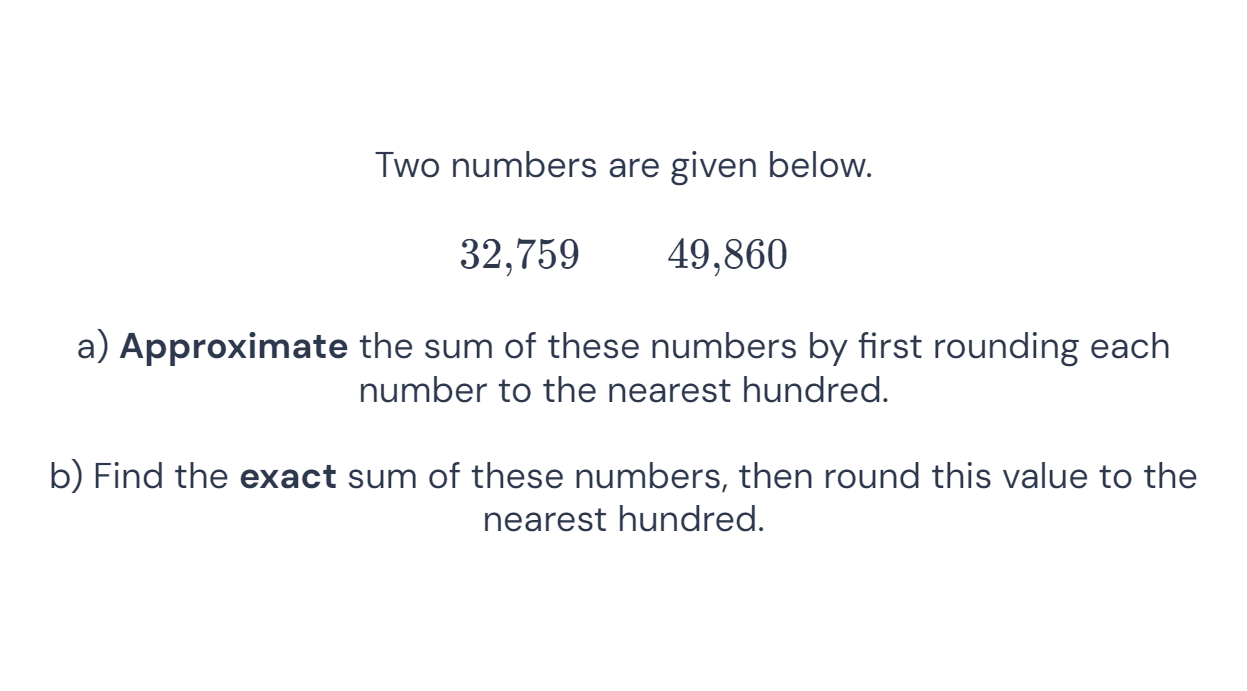 Two numbers are given below.
32,759 49,860
a) Approximate the sum of these numbers by first rounding each
number to the nearest hundred.
b) Find the exact sum of these numbers, then round this value to the
nearest hundred.